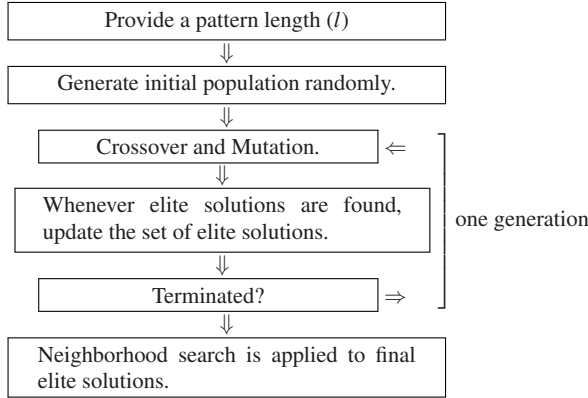 Provide a pattern length (l)
⇓
Generate initial population randomly.
⇓
Crossover and Mutation. ⇐
⇓
Whenever elite solutions are found,
update the set of elite solutions.
one generation
⇓
Terminated? ⇒
⇓
Neighborhood search is applied to final
elite solutions.